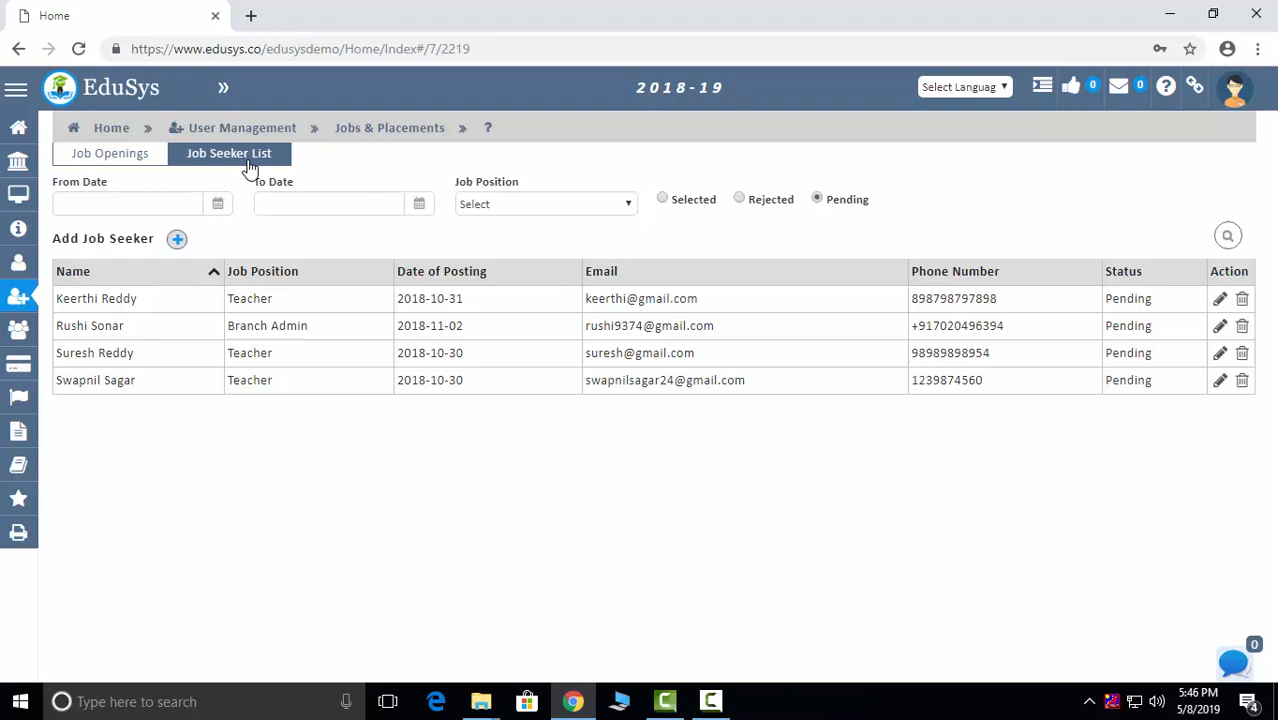 Home
https://www.edusys.co/edusysdemo/Home/Index#/7/2219
EduSys » 2018-19 Select Languag 0 0
Home » User Management » Jobs & Placements » ?
Job Openings Job Seeker List
From Date To Date Job Position
Select Selected Rejected Pending
Add Job Seeker
Name Job Position Date of Posting Email Phone Number Status Action
Keerthi Reddy Teacher 2018-10-31 keerthi@gmail.com 898798797898 Pending
Rushi Sonar Branch Admin 2018-11-02 rushi9374@gmail.com +917020496394 Pending
Suresh Reddy Teacher 2018-10-30 suresh@gmail.com 98989898954 Pending
Swapnil Sagar Teacher 2018-10-30 swapnilsagar24@gmail.com 1239874560 Pending
0
Type here to search
5:46 PM
5/8/2019
4